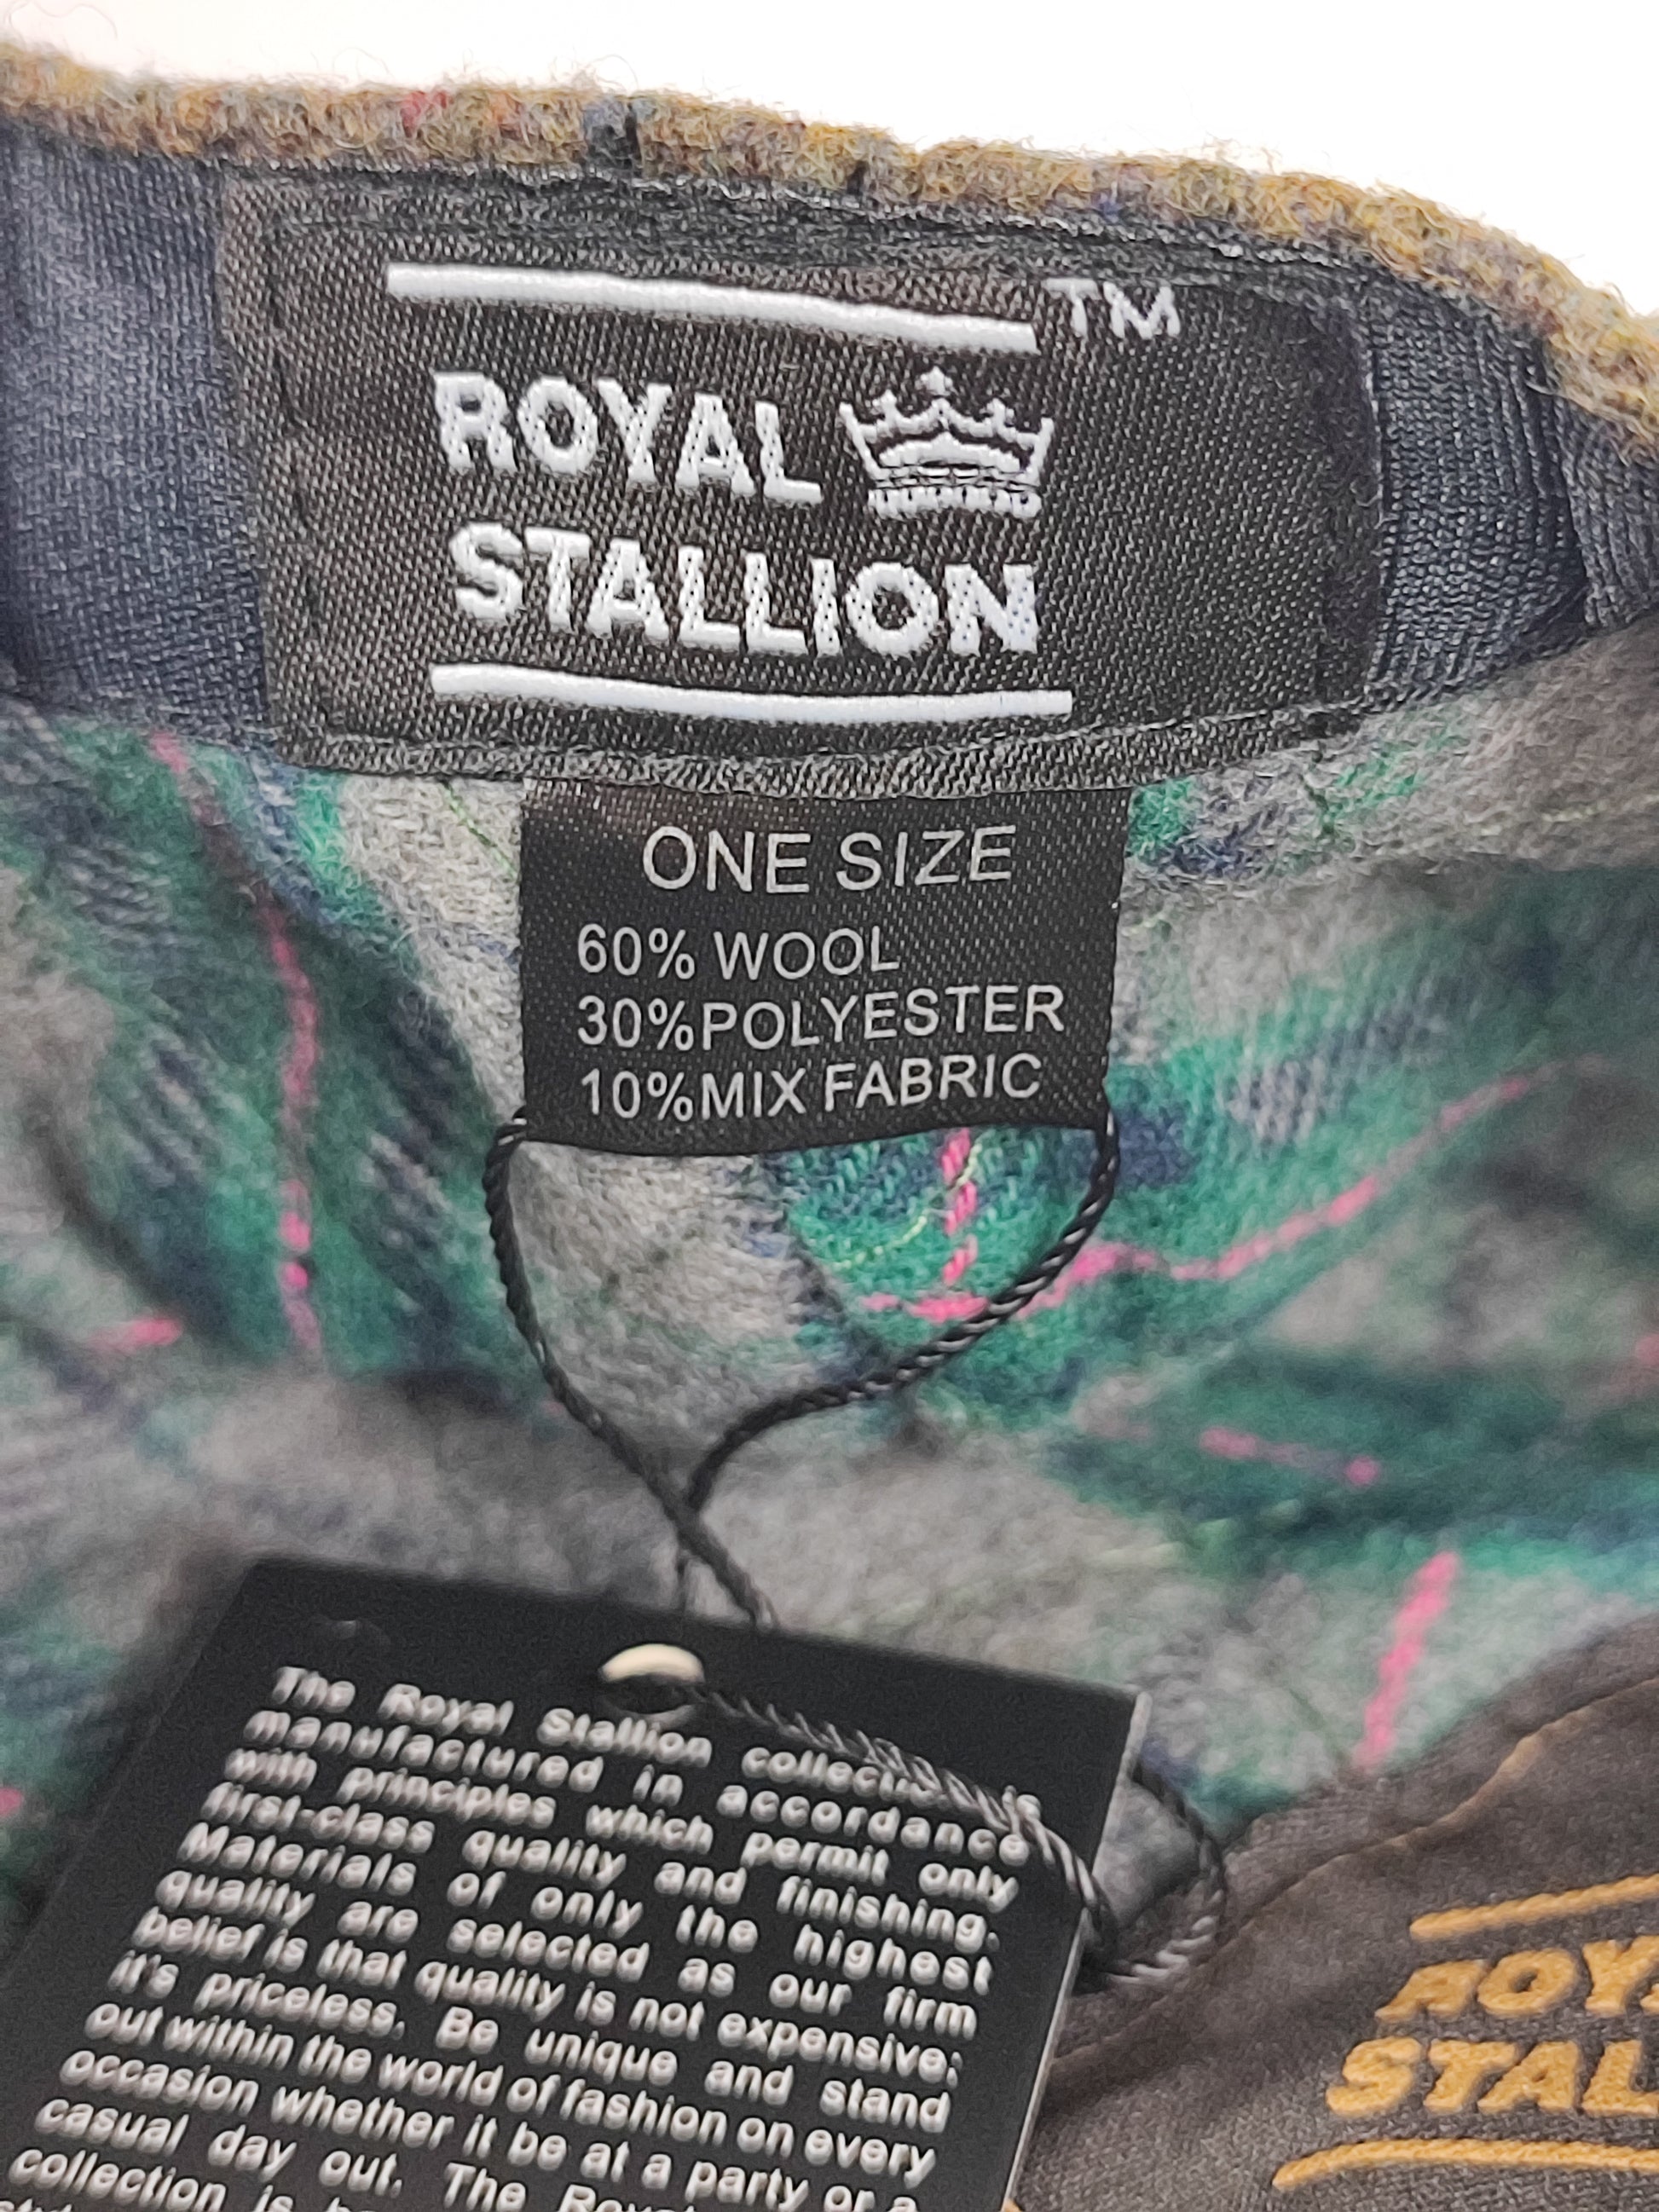 TM
ROYAL
STALLION
ONE SIZE
60% WOOL
30%POLYESTER
10%MIX FABRIC
The Royal Stallion collection is
manufactured in accordance
with principles which permit only
first-class quality and finishing.
Materials of only the highest
quality are selected as our firm
belief is that quality is not expensive;
it's priceless. Be unique and stand
out within the world of fashion on every
occasion whether it be at a party or a
casual day out. The Royal
collection is
ROY
STAL